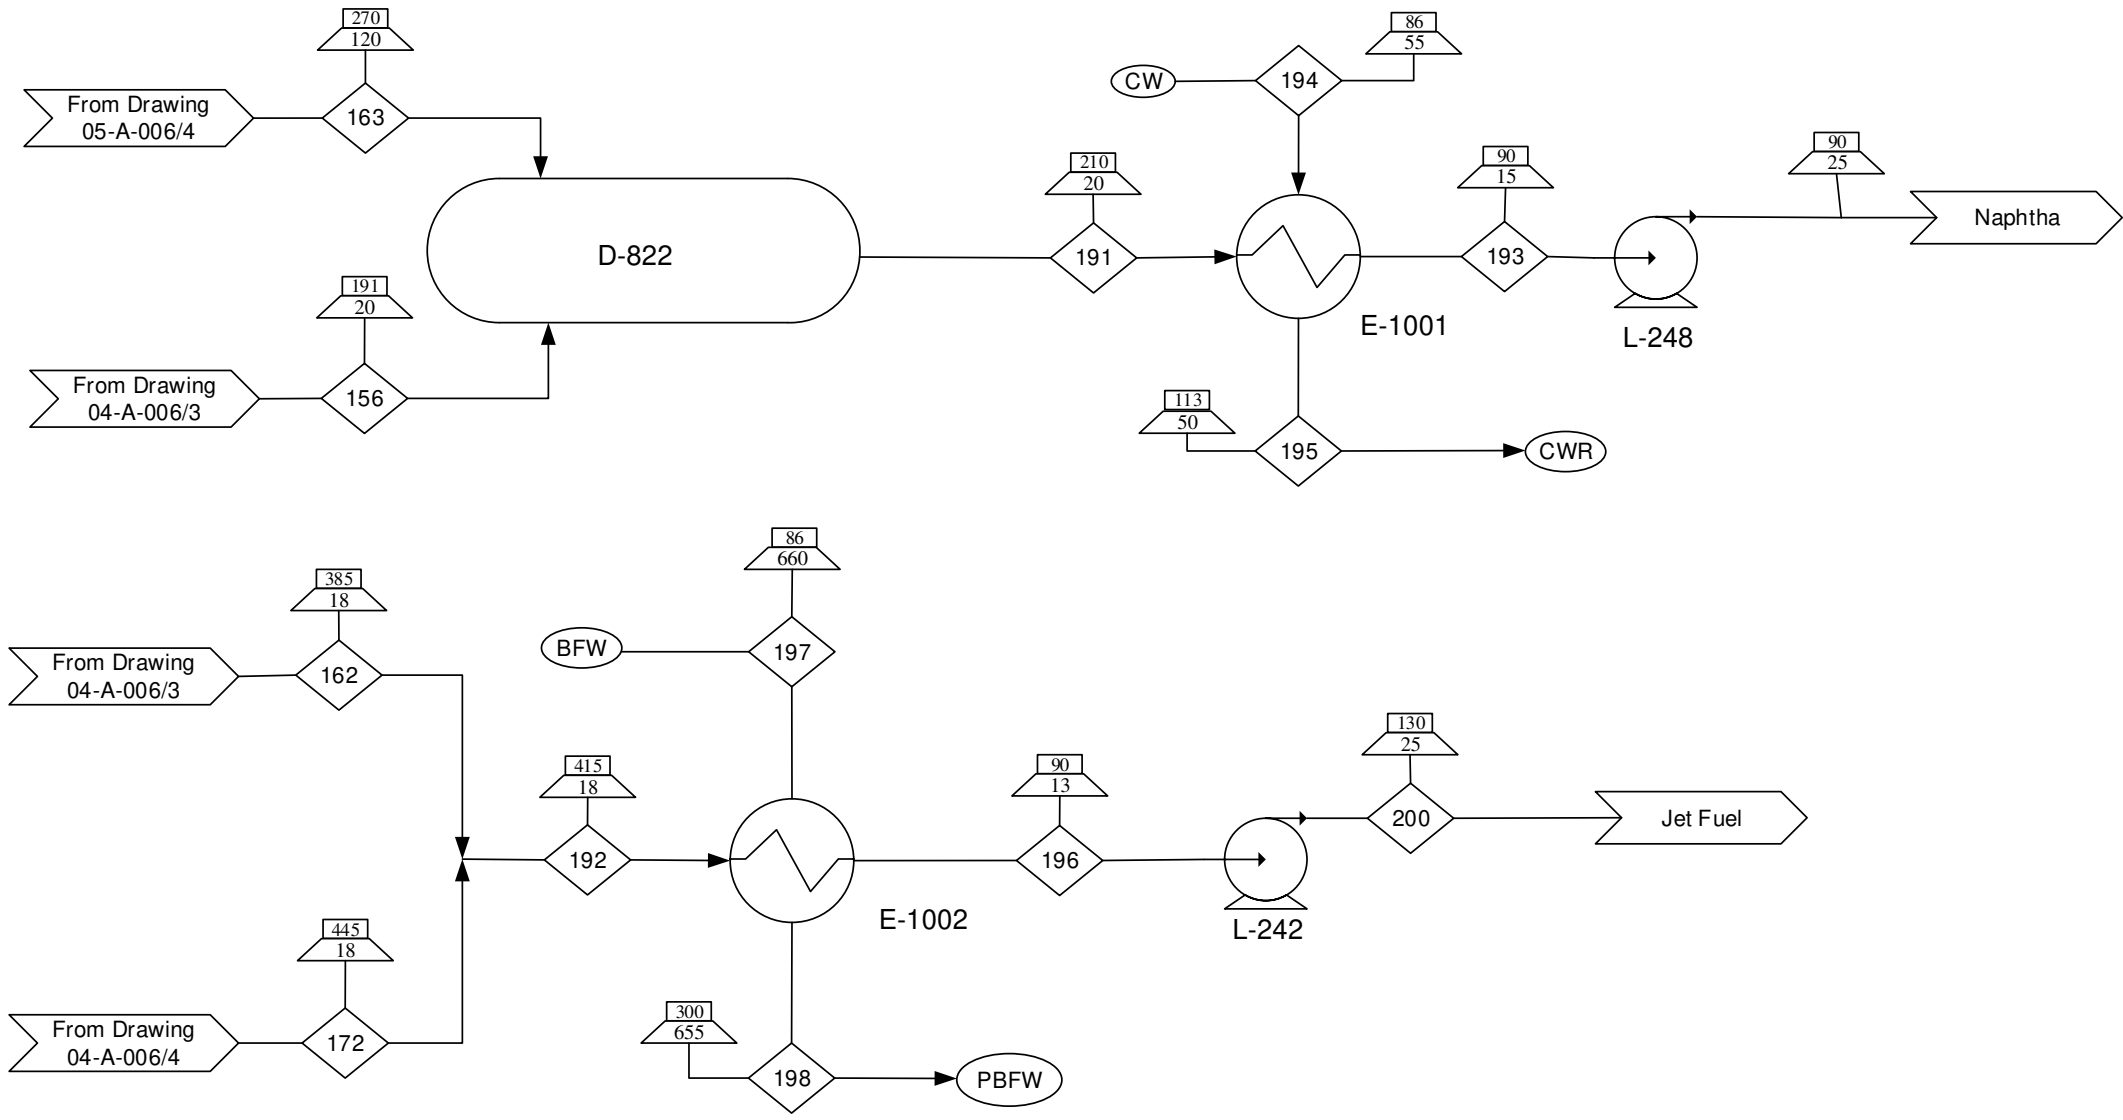 270
120
From Drawing
05-A-006/4
163
191
20
From Drawing
04-A-006/3
156
D-822
210
20
191
CW
194
86
55
E-1001
113
50
195
CWR
90
15
193
L-248
90
25
Naphtha
385
18
From Drawing
04-A-006/3
162
445
18
From Drawing
04-A-006/4
172
415
18
192
86
660
BFW
197
E-1002
300
655
198
PBFW
90
13
196
L-242
130
25
200
Jet Fuel